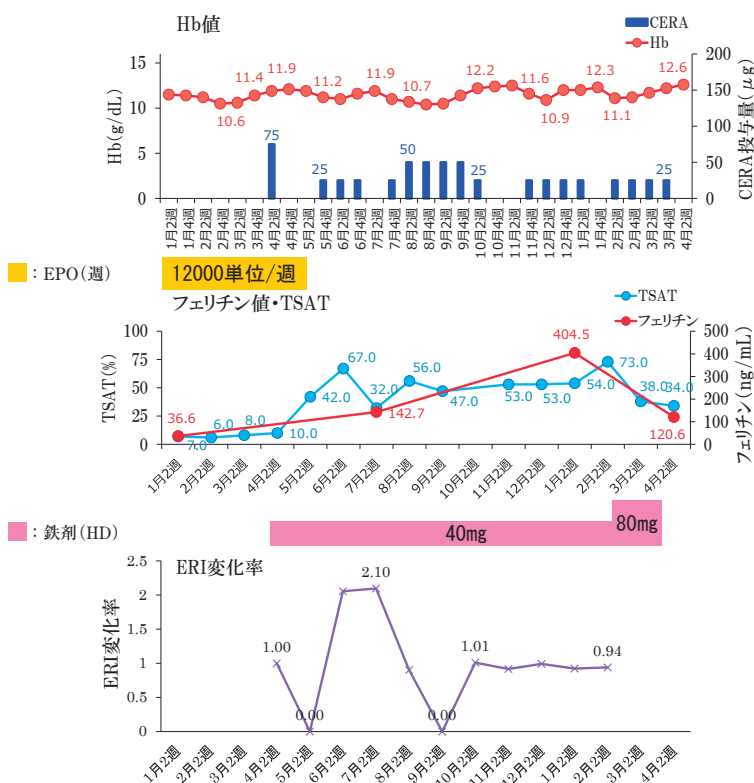 Hb値
CERA
Hb
Hb(g/dL)
15
10
5
0
200
150
100
50
0
CERA投与量(μg)
11.4
11.9
11.2
11.9
10.7
12.2
11.6
12.3
12.6
10.6
10.9
11.1
75
25
50
25
25
1月2週
1月4週
2月2週
2月4週
3月2週
3月4週
4月2週
4月4週
5月2週
5月4週
6月2週
6月4週
7月2週
7月4週
8月2週
8月4週
9月2週
9月4週
10月2週
10月4週
11月2週
11月4週
12月2週
12月4週
1月2週
1月4週
2月2週
2月4週
3月2週
3月4週
4月2週
: EPO(週)
12000単位/週
フェリチン値・TSAT
TSAT
フェリチン
TSAT(%)
100
75
50
25
0
500
400
300
200
100
0
フェリチン(ng/mL)
36.6
7.0
6.0
8.0
10.0
42.0
67.0
32.0
142.7
56.0
47.0
53.0
53.0
404.5
54.0
73.0
38.0
34.0
120.6
1月2週
2月2週
3月2週
4月2週
5月2週
6月2週
7月2週
8月2週
9月2週
10月2週
11月2週
12月2週
1月2週
2月2週
3月2週
4月2週
: 鉄剤(HD)
40mg
80mg
ERI変化率
ERI変化率
2.5
2
1.5
1
0.5
0
1.00
0.00
2.10
0.00
1.01
0.94
1月2週
2月2週
3月2週
4月2週
5月2週
6月2週
7月2週
8月2週
9月2週
10月2週
11月2週
12月2週
1月2週
2月2週
3月2週
4月2週